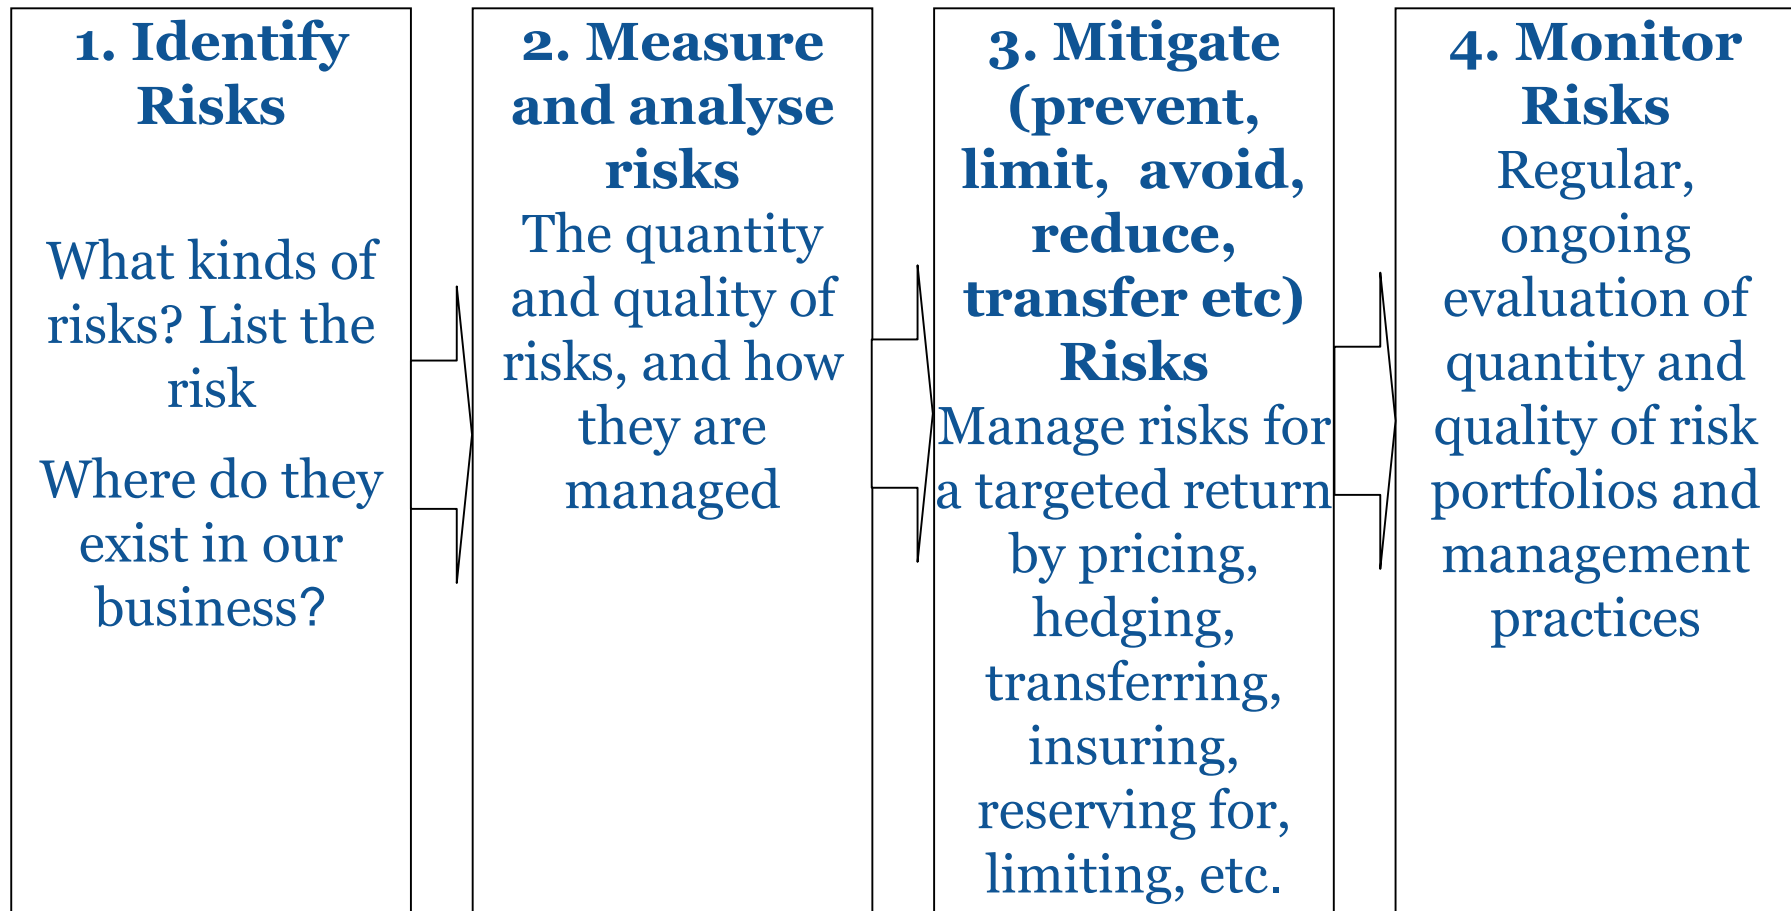 1. Identify
Risks
What kinds of
risks? List the
risk
Where do they
exist in our
business?
2. Measure
and analyse
risks
The quantity
and quality of
risks, and how
they are
managed
3. Mitigate
(prevent,
limit,  avoid,
reduce,
transfer etc)
Risks
Manage risks for
a targeted return
by pricing,
hedging,
transferring,
insuring,
reserving for,
limiting, etc.
4. Monitor
Risks
Regular,
ongoing
evaluation of
quantity and
quality of risk
portfolios and
management
practices